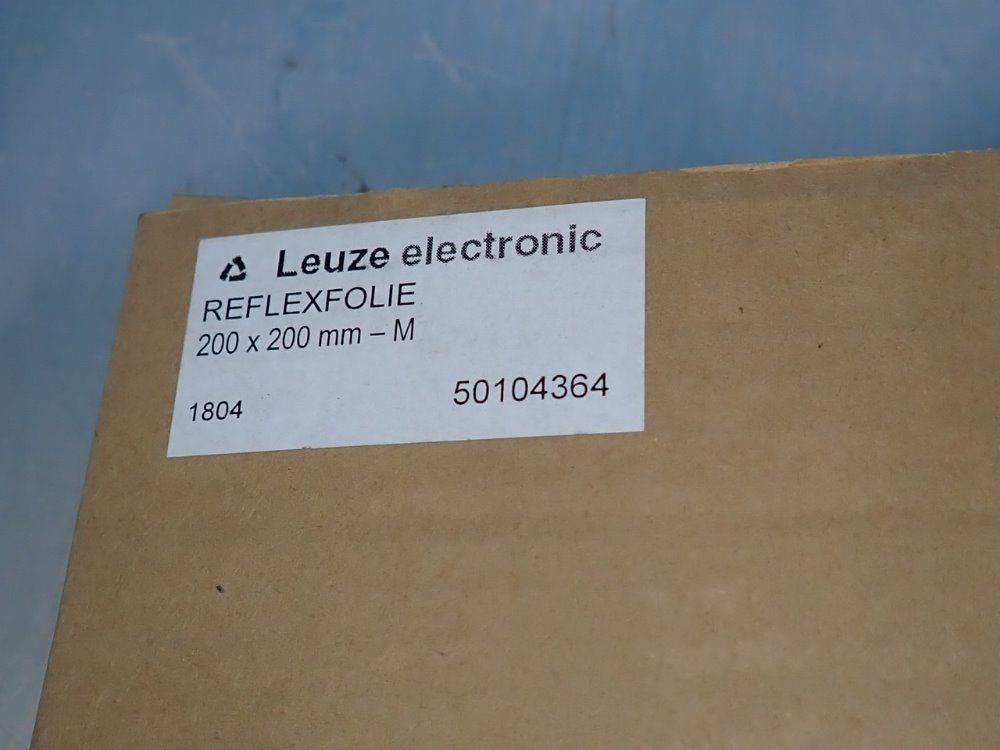 Leuze electronic
REFLEXFOLIE
200 x 200 mm – M
1804 50104364